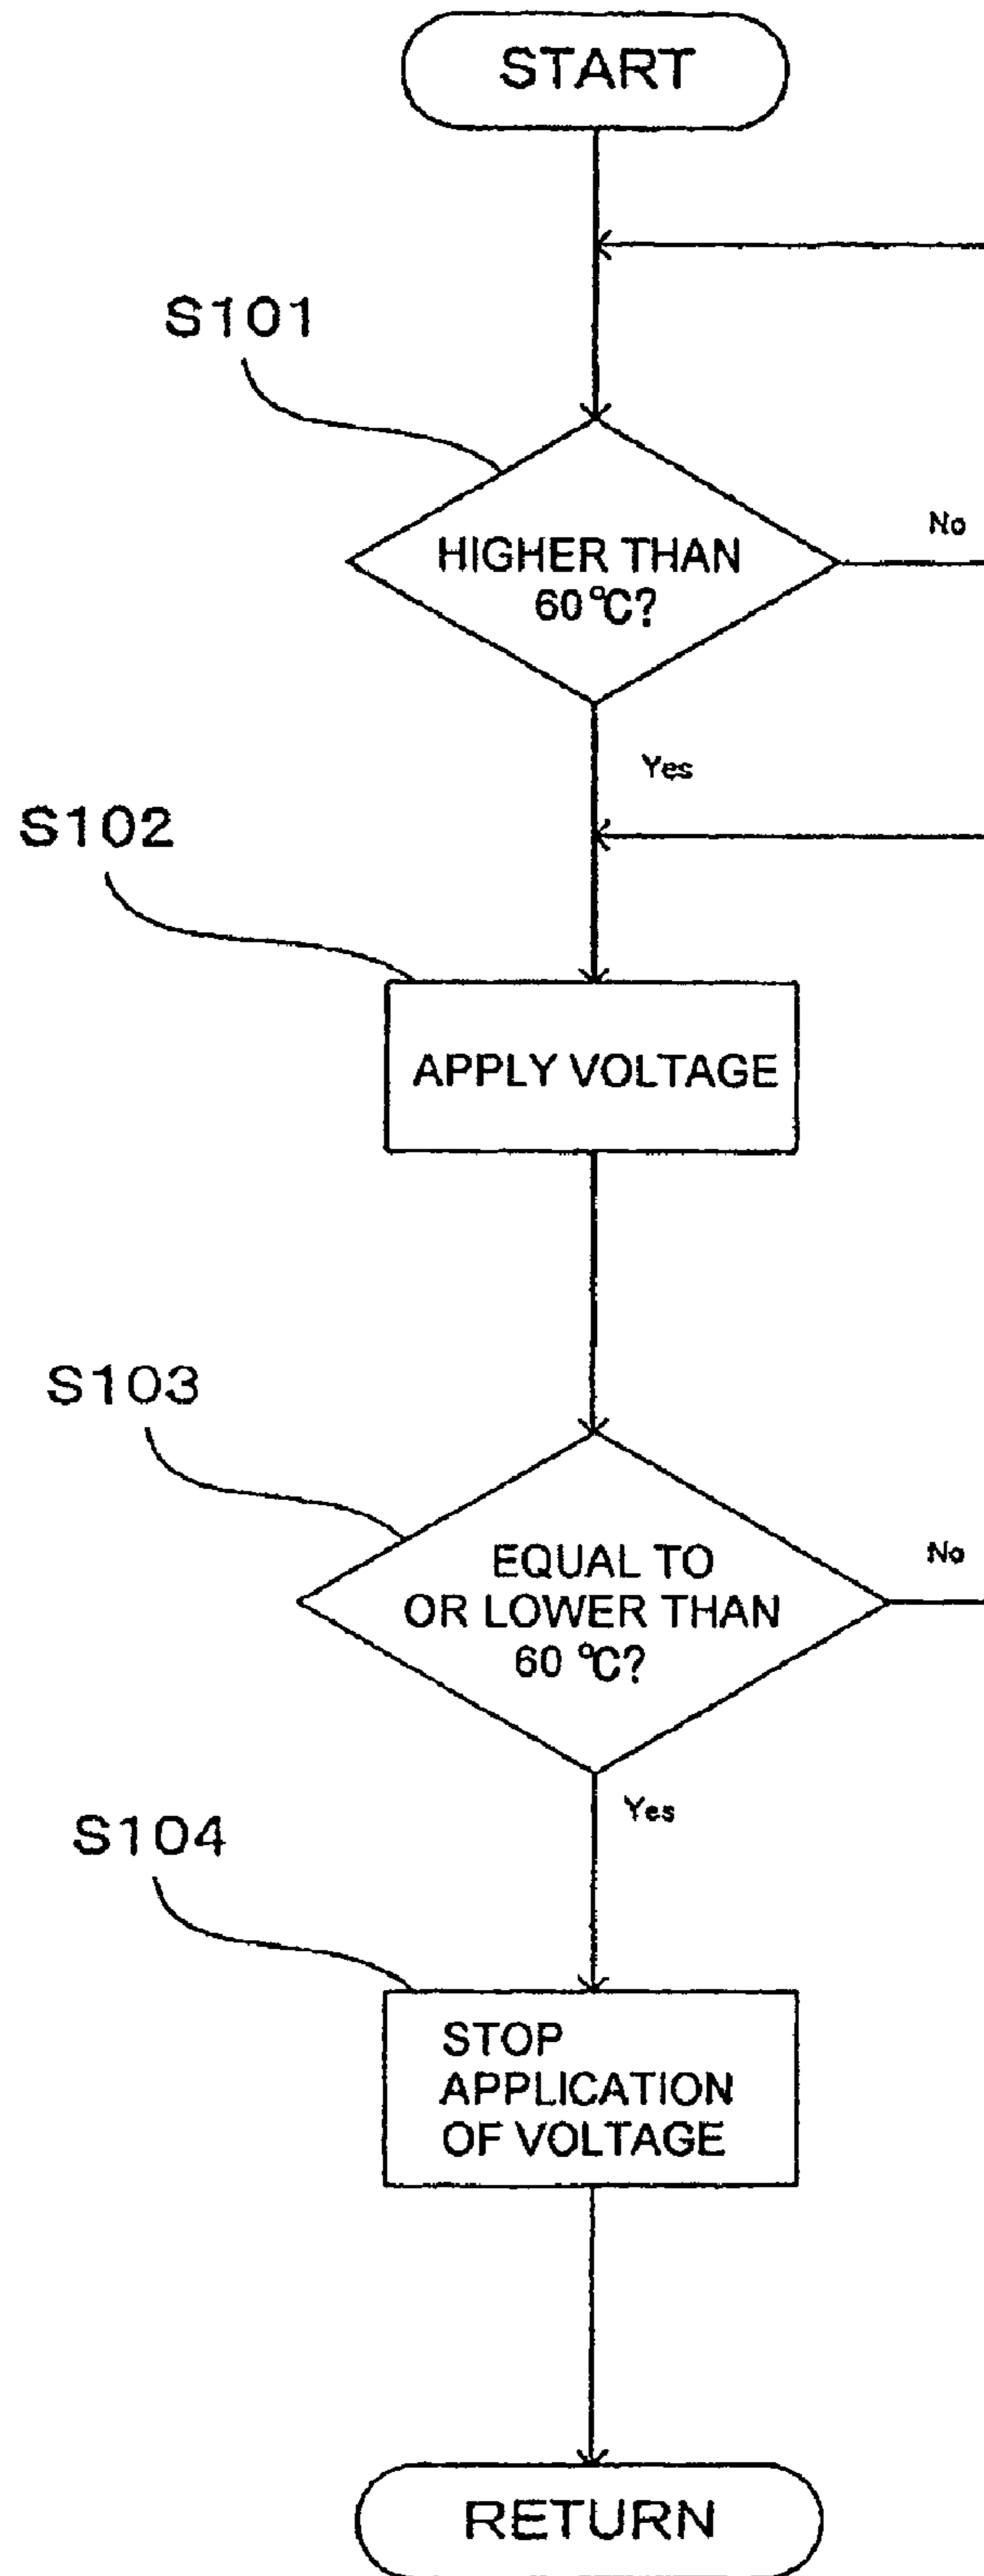 START
S101
HIGHER THAN
60℃?
No
Yes
S102
APPLY VOLTAGE
S103
EQUAL TO
OR LOWER THAN
60 ℃?
No
Yes
S104
STOP
APPLICATION
OF VOLTAGE
RETURN